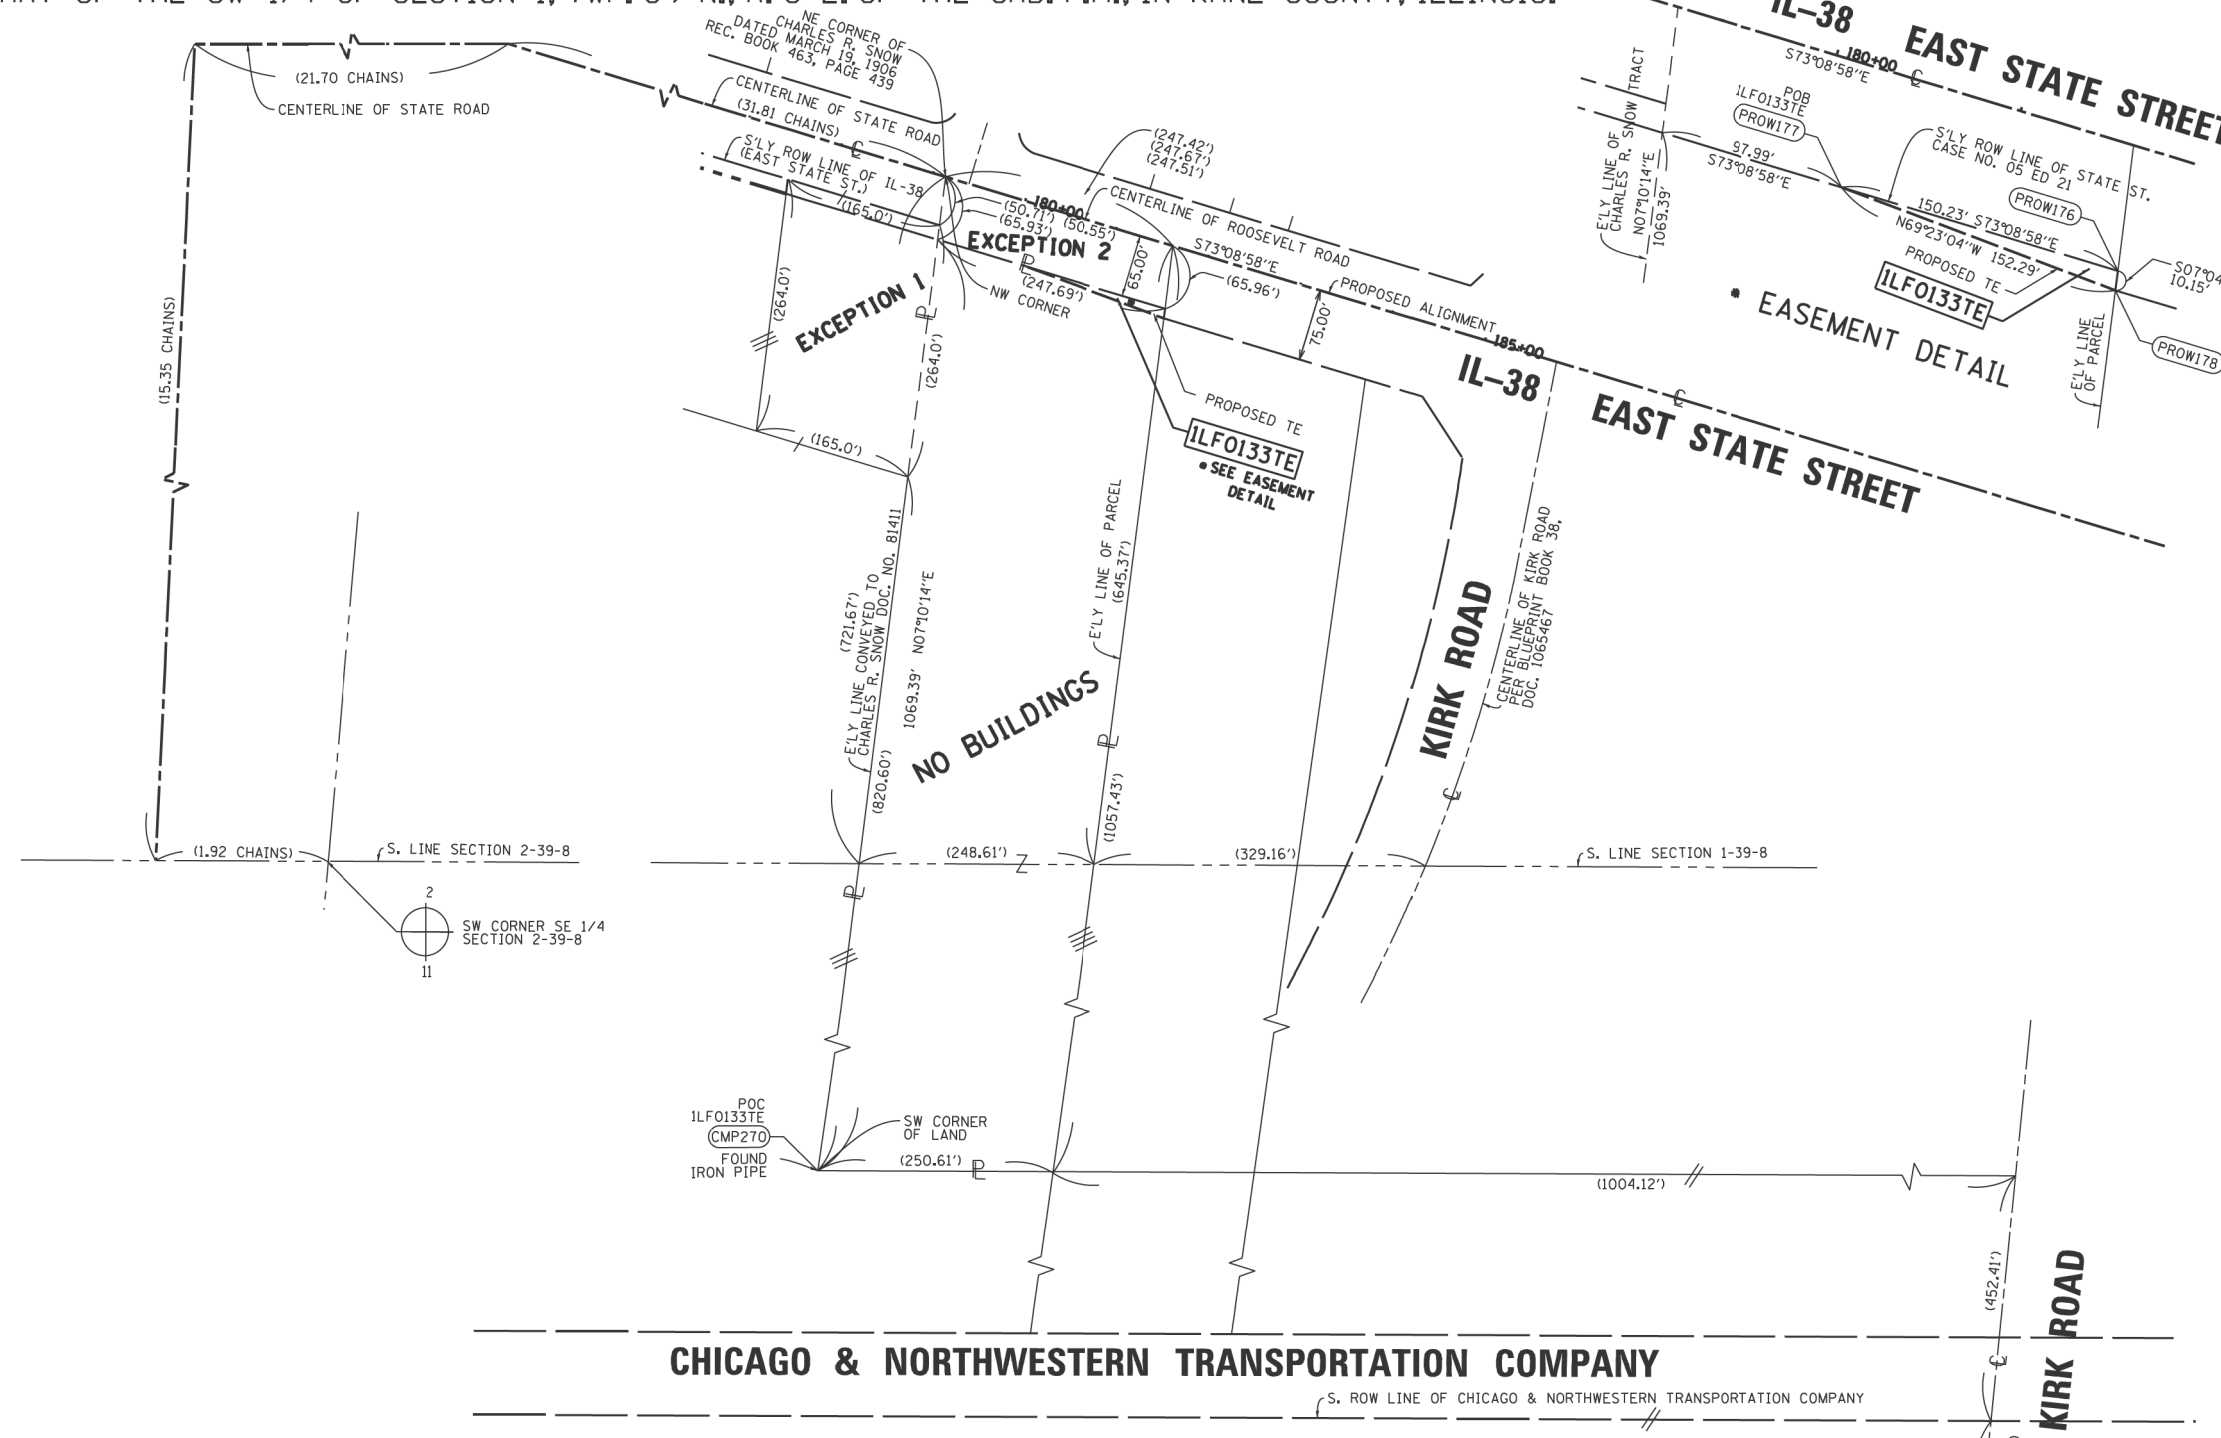 (21.70 CHAINS)
CENTERLINE OF STATE ROAD
(15.35 CHAINS)
NE CORNER OF
CHARLES R. SNOW
DATED MARCH 19, 1906
REC. BOOK 463, PAGE 439
CENTERLINE OF STATE ROAD
(31.81 CHAINS)
S'LY ROW LINE OF IL-38
(EAST STATE ST.)
(165.0')
(50.71')
(65.93')
180+00
(50.55')
EXCEPTION 2
(247.42')
(247.67')
(247.51')
CENTERLINE OF ROOSEVELT ROAD
S73°08'58"E
65.00'
(65.96')
(247.69')
NW CORNER
PROPOSED ALIGNMENT
75.00'
185+00
IL-38
EAST STATE STREET
(264.0')
EXCEPTION 1
(264.0')
(165.0')
PROPOSED TE
1LF0133TE
* SEE EASEMENT
DETAIL
IL-38
EAST STATE STREET
180+00
S73°08'58"E
E'LY LINE OF
CHARLES R. SNOW TRACT
N07°10'14"E
1069.39'
POB
1LF0133TE
PROW177
97.99'
S73°08'58"E
S'LY ROW LINE OF STATE ST.
CASE NO. 05 ED 21
PROW176
150.23' S73°08'58"E
N69°23'04"W 152.29'
PROPOSED TE
1LF0133TE
S07°04
10.15'
PROW178
E'LY LINE
OF PARCEL
* EASEMENT DETAIL
(721.67')
E'LY LINE CONVEYED TO
CHARLES R. SNOW DOC. NO. 81411
(820.60')
1069.39' N07°10'14"E
NO BUILDINGS
E'LY LINE OF PARCEL
(645.37')
(1057.43')
KIRK ROAD
CENTERLINE OF KIRK ROAD
PER BLUEPRINT BOOK 38,
DOC. 1065467
(1.92 CHAINS)
S. LINE SECTION 2-39-8
2
11
SW CORNER SE 1/4
SECTION 2-39-8
(248.61')
(329.16')
S. LINE SECTION 1-39-8
POC
1LF0133TE
CMP270
FOUND
IRON PIPE
SW CORNER
OF LAND
(250.61')
(1004.12')
(452.41')
KIRK ROAD
CHICAGO & NORTHWESTERN TRANSPORTATION COMPANY
S. ROW LINE OF CHICAGO & NORTHWESTERN TRANSPORTATION COMPANY